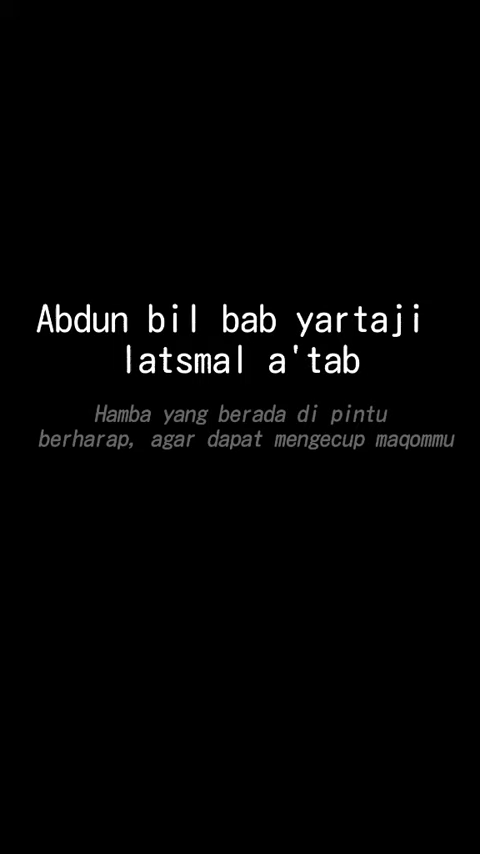 Abdun bil bab yartaji
latsmal a'tab
Hamba yang berada di pintu
berharap, agar dapat mengecup maqommu